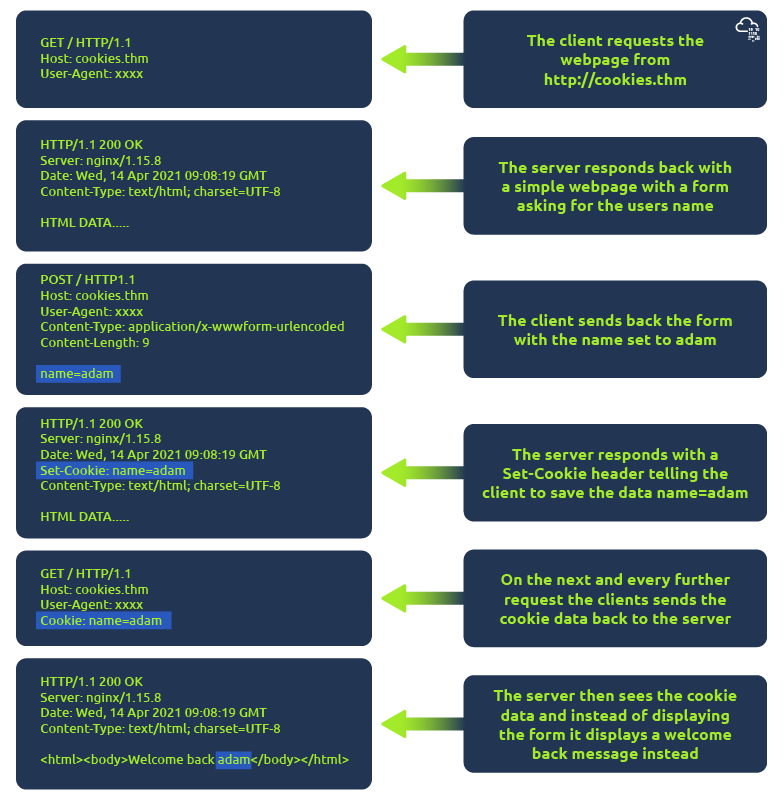 GET / HTTP/1.1
Host: cookies.thm
User-Agent: xxxx
The client requests the
webpage from
http://cookies.thm
HTTP/1.1 200 OK
Server: nginx/1.15.8
Date: Wed, 14 Apr 2021 09:08:19 GMT
Content-Type: text/html; charset=UTF-8
HTML DATA.....
The server responds back with
a simple webpage with a form
asking for the users name
POST / HTTP1.1
Host: cookies.thm
User-Agent: xxxx
Content-Type: application/x-wwwform-urlencoded
Content-Length: 9
name=adam
The client sends back the form
with the name set to adam
HTTP/1.1 200 OK
Server: nginx/1.15.8
Date: Wed, 14 Apr 2021 09:08:19 GMT
Set-Cookie: name=adam
Content-Type: text/html; charset=UTF-8
HTML DATA.....
The server responds with a
Set-Cookie header telling the
client to save the data name=adam
GET / HTTP/1.1
Host: cookies.thm
User-Agent: xxxx
Cookie: name=adam
On the next and every further
request the clients sends the
cookie data back to the server
HTTP/1.1 200 OK
Server: nginx/1.15.8
Date: Wed, 14 Apr 2021 09:08:19 GMT
Content-Type: text/html; charset=UTF-8
<html><body>Welcome back adam</body></html>
The server then sees the cookie
data and instead of displaying
the form it displays a welcome
back message instead